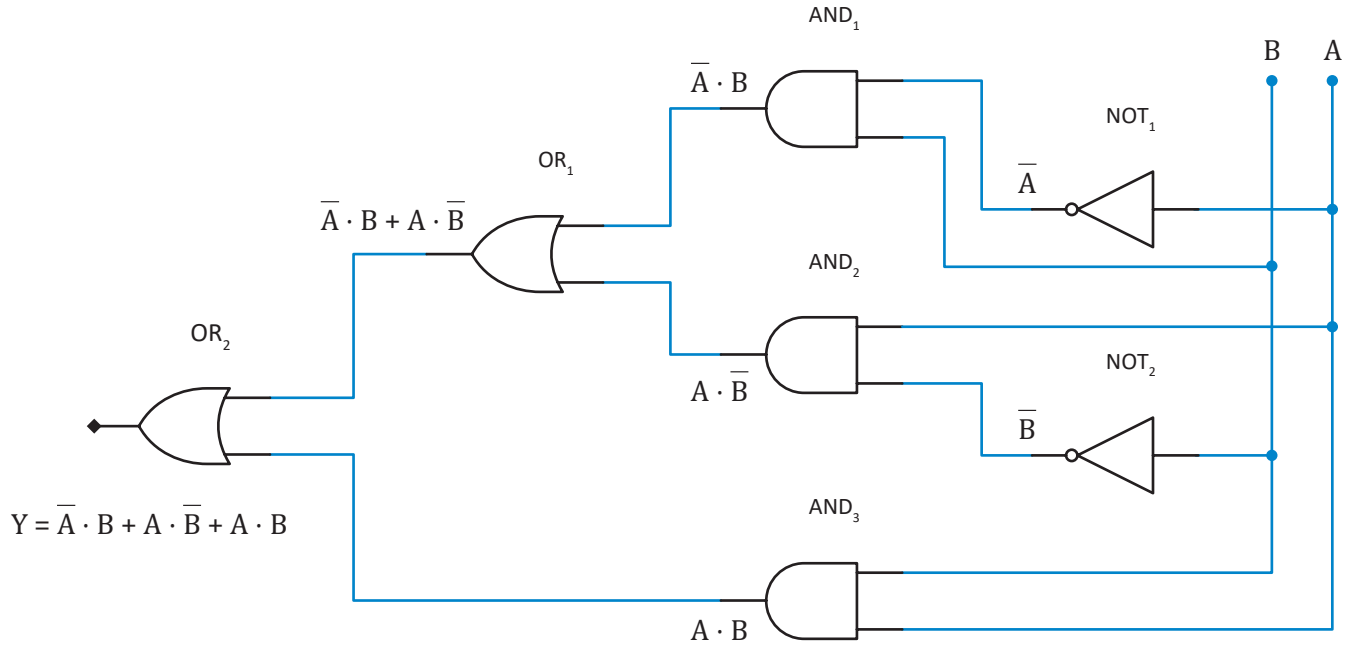 AND₁
B A
A̅ · B
NOT₁
OR₁
A̅
A̅ · B + A · B̅
AND₂
OR₂
NOT₂
A · B̅
B̅
AND₃
Y = A̅ · B + A · B̅ + A · B
A · B